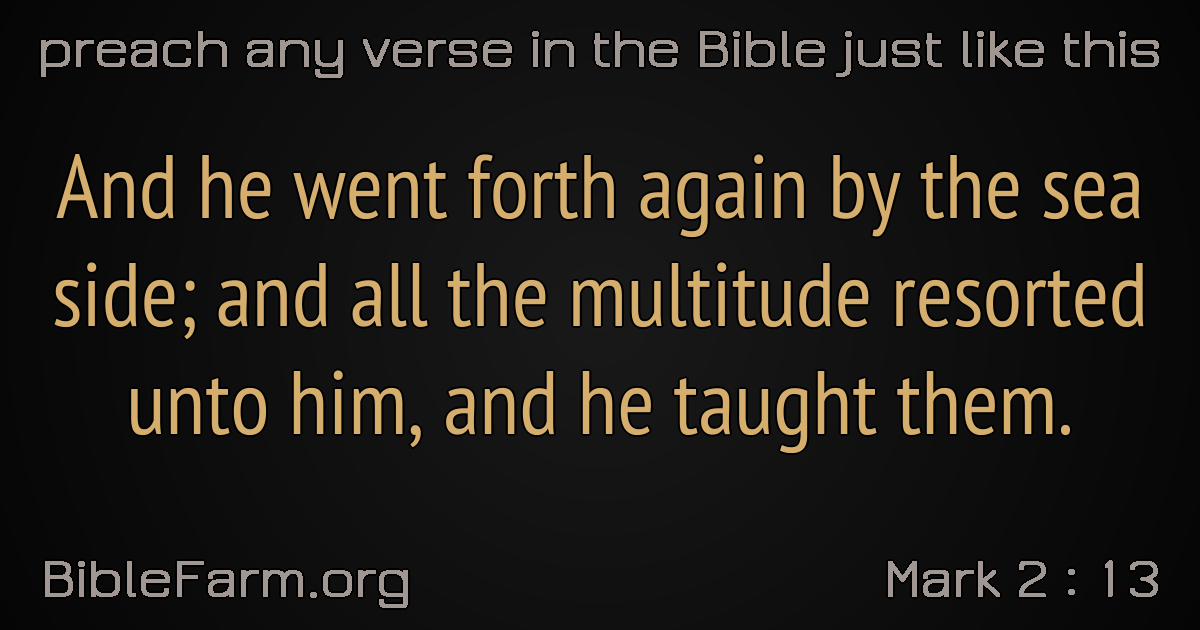 preach any verse in the Bible just like this
And he went forth again by the sea
side; and all the multitude resorted
unto him, and he taught them.
BibleFarm.org
Mark 2 : 13